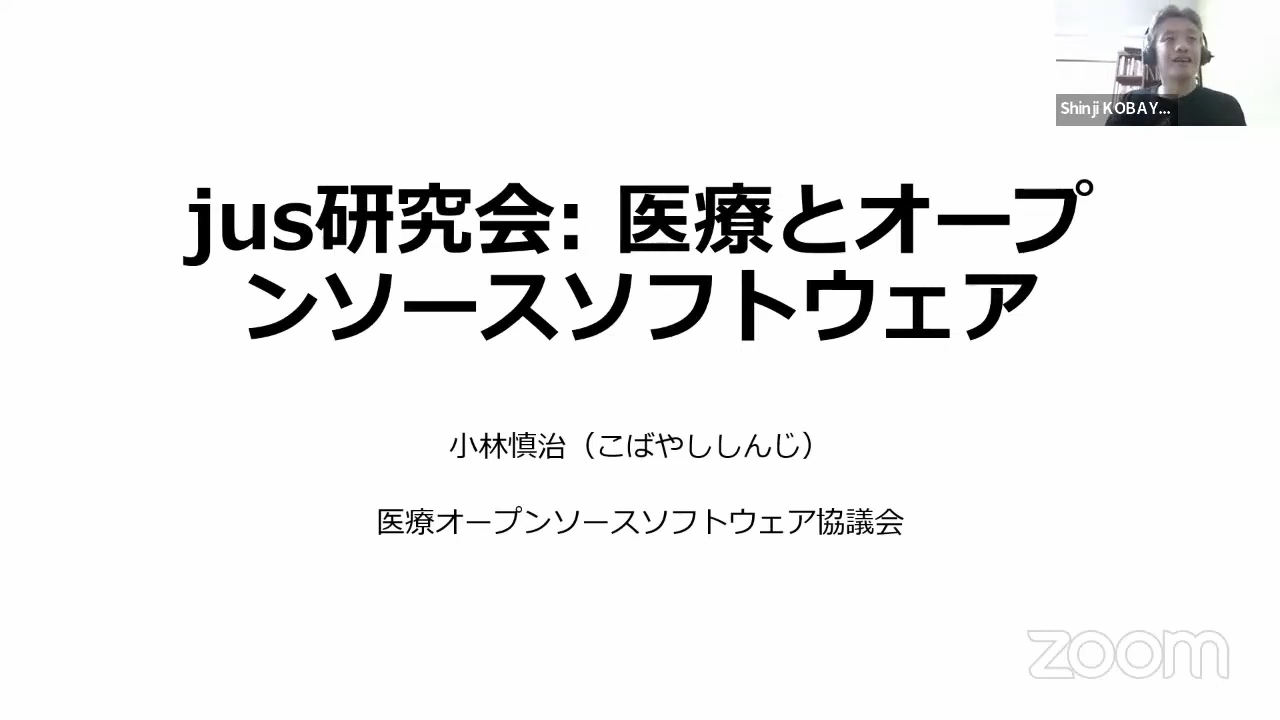 Shinji KOBAY...
jus研究会: 医療とオープ
ンソースソフトウェア
小林慎治（こばやししんじ）
医療オープンソースソフトウェア協議会
zoom